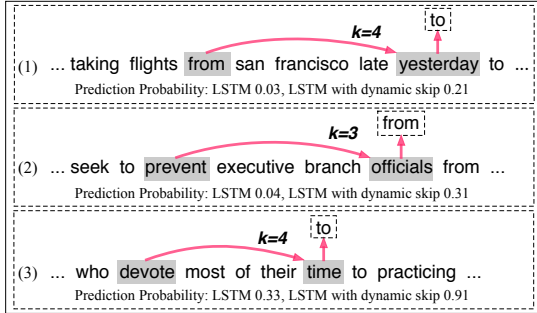 to
k=4
(1) ... taking flights from san francisco late yesterday to ...
Prediction Probability: LSTM 0.03, LSTM with dynamic skip 0.21
from
k=3
(2) ... seek to prevent executive branch officials from ...
Prediction Probability: LSTM 0.04, LSTM with dynamic skip 0.31
to
k=4
(3) ... who devote most of their time to practicing ...
Prediction Probability: LSTM 0.33, LSTM with dynamic skip 0.91